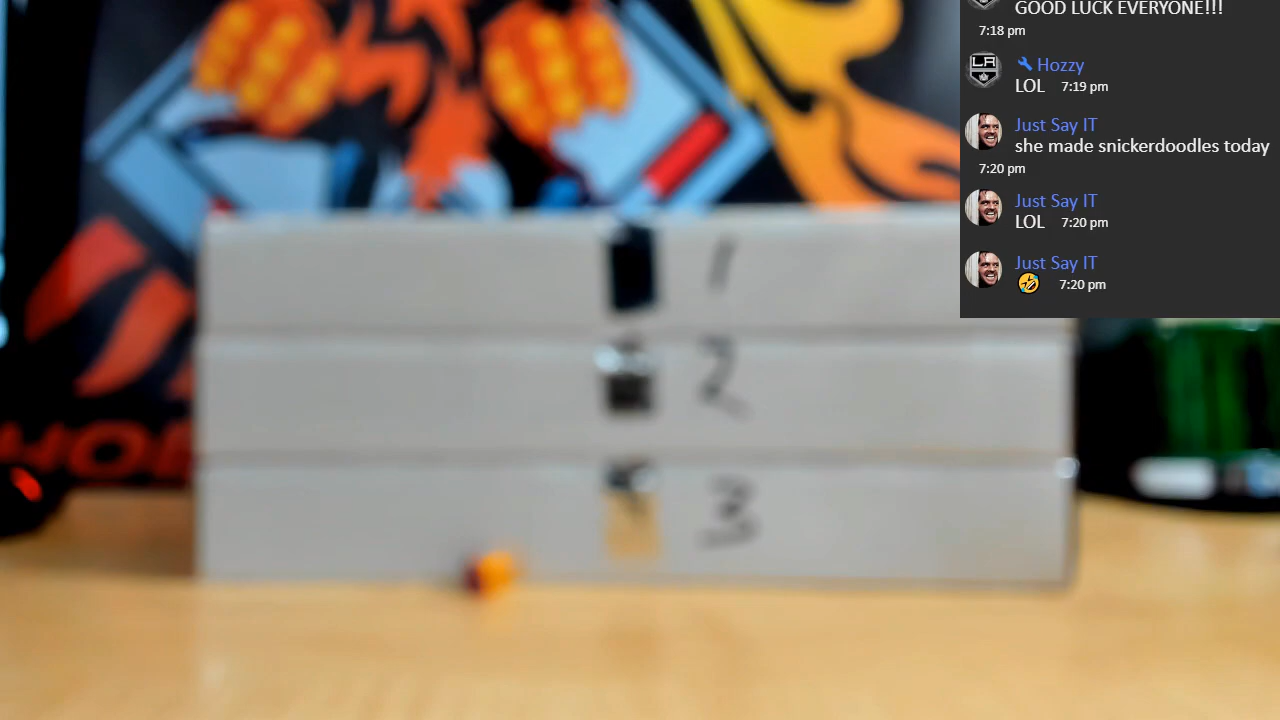 GOOD LUCK EVERYONE!!!
7:18 pm
Hozzy
LA
LOL 7:19 pm
Just Say IT
she made snickerdoodles today
7:20 pm
Just Say IT
LOL 7:20 pm
Just Say IT
🤣 7:20 pm
1
2
3